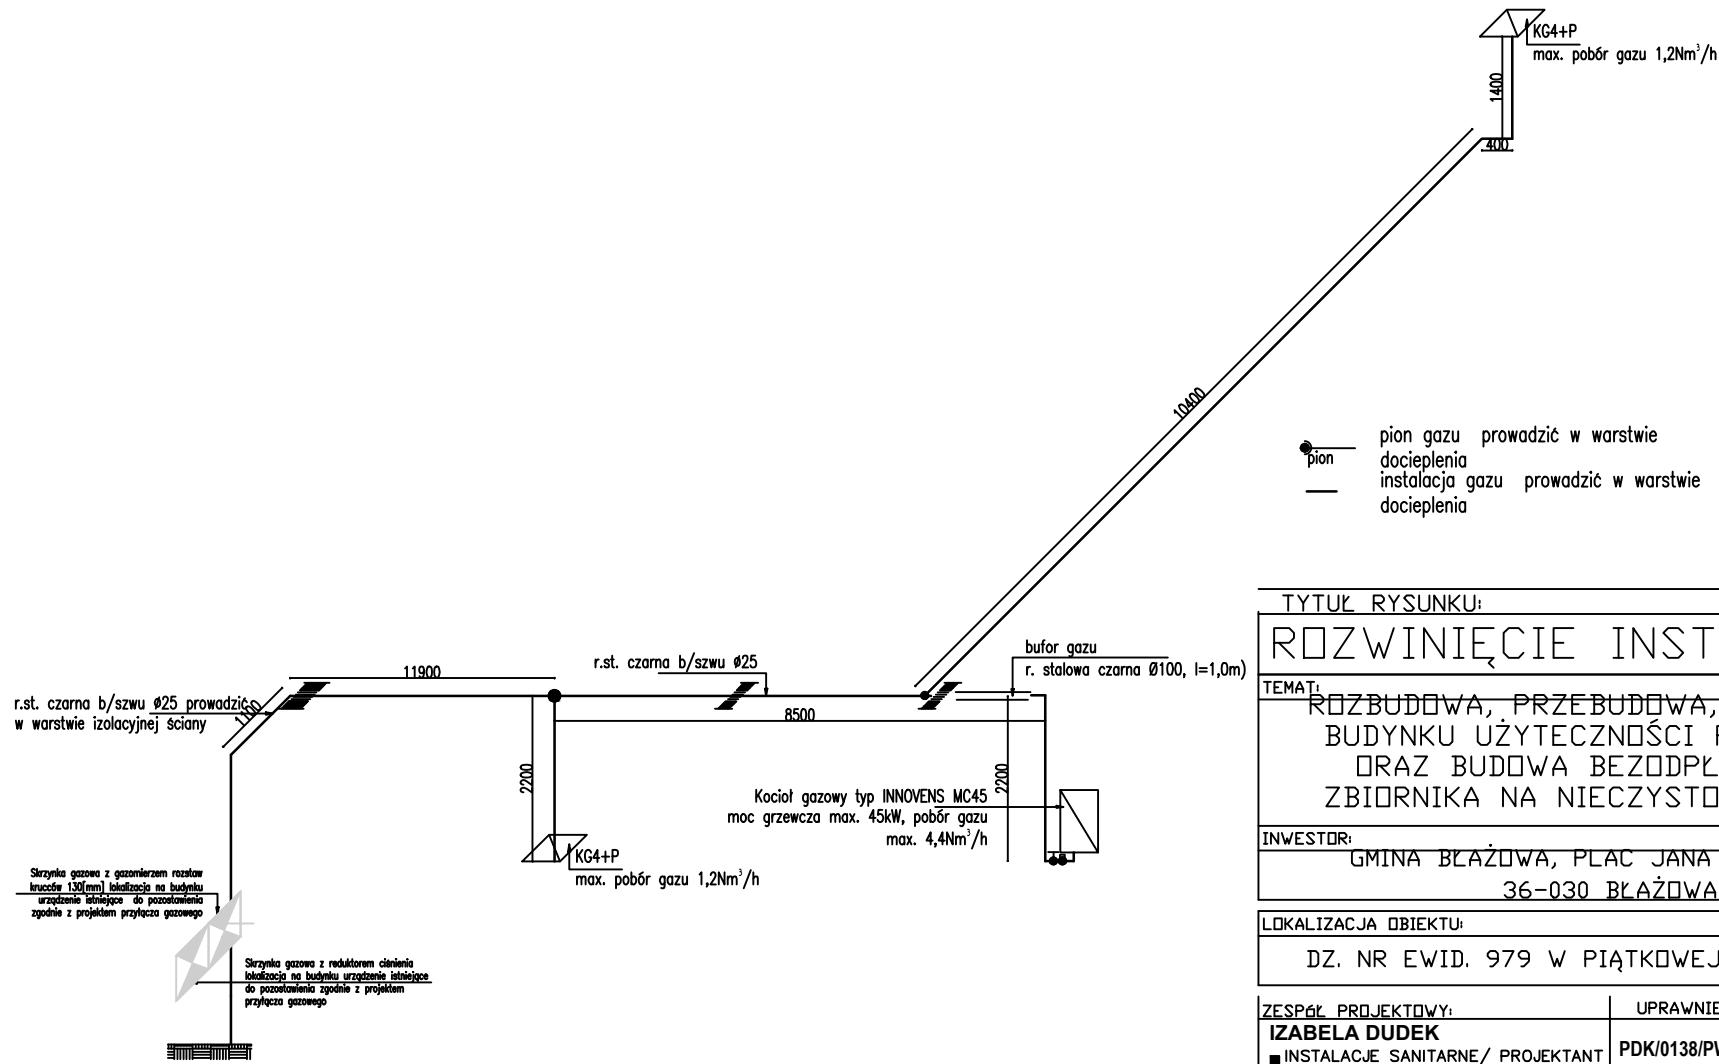 KG4+P
max. pobór gazu 1,2Nm³/h
1400
400
10400
pion gazu prowadzić w warstwie
docieplenia
pion
instalacja gazu prowadzić w warstwie
docieplenia
11900
r.st. czarna b/szwu ø25
bufor gazu
r. stalowa czarna Ø100, l=1,0m)
r.st. czarna b/szwu ø25 prowadzić
w warstwie izolacyjnej ściany
1100
8500
2200
2200
Kocioł gazowy typ INNOVENS MC45
moc grzewcza max. 45kW, pobór gazu
max. 4,4Nm³/h
KG4+P
max. pobór gazu 1,2Nm³/h
Skrzynka gazowa z gazomierzem rozstaw
krućców 130[mm] lokalizacja na budynku
urządzenie istniejące do pozostawienia
zgodnie z projektem przyłącza gazowego
Skrzynka gazowa z reduktorem ciśnienia
lokalizacja na budynku urządzenie istniejące
do pozostawienia zgodnie z projektem
przyłącza gazowego
TYTUŁ RYSUNKU:
ROZWINIĘCIE INST
TEMAT:
ROZBUDOWA, PRZEBUDOWA,
BUDYNKU UŻYTECZNOŚCI
ORAZ BUDOWA BEZODPŁ
ZBIORNIKA NA NIECZYSTO
INWESTOR:
GMINA BŁAŻOWA, PLAC JANA
36-030 BŁAŻOWA
LOKALIZACJA OBIEKTU:
DZ. NR EWID. 979 W PIĄTKOWEJ
ZESPÓŁ PROJEKTOWY:
UPRAWNIE
IZABELA DUDEK
INSTALACJE SANITARNE/ PROJEKTANT
PDK/0138/PW